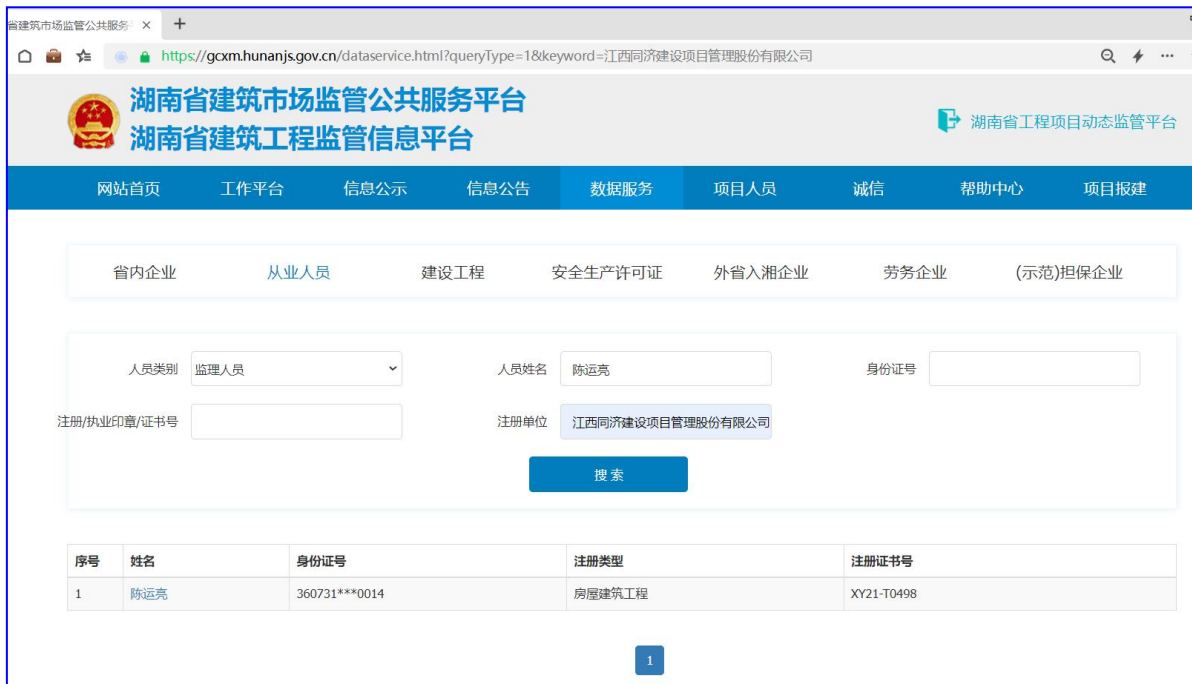 省建筑市场监管公共服务 × +
https://gcxm.hunanjs.gov.cn/dataservice.html?queryType=1&keyword=江西同济建设项目管理股份有限公司
湖南省建筑市场监管公共服务平台
湖南省建筑工程监管信息平台
湖南省工程项目动态监管平台
网站首页 工作平台 信息公示 信息公告 数据服务 项目人员 诚信 帮助中心 项目报建
省内企业 从业人员 建设工程 安全生产许可证 外省入湘企业 劳务企业 (示范)担保企业
人员类别 监理人员 人员姓名 陈运亮 身份证号
注册/执业印章/证书号 注册单位 江西同济建设项目管理股份有限公司
搜 索
序号 姓名 身份证号 注册类型 注册证书号
1 陈运亮 360731***0014 房屋建筑工程 XY21-T0498
1